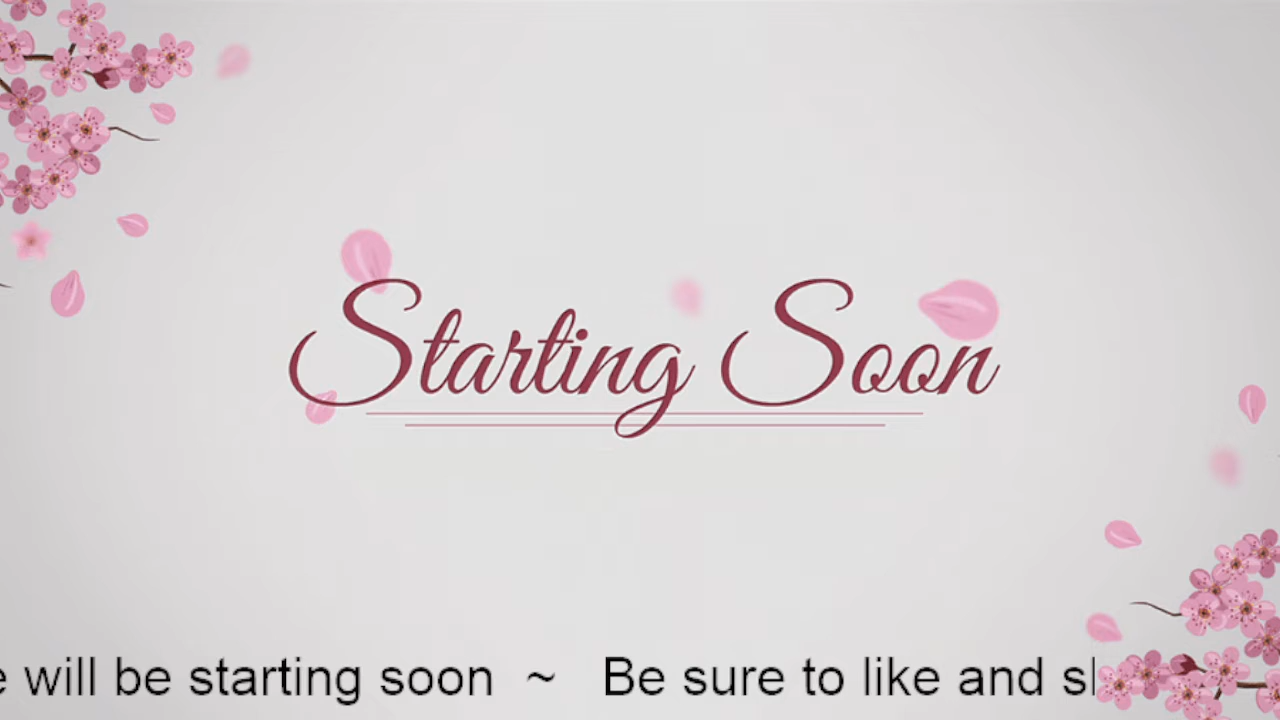 Starting Soon
will be starting soon ~ Be sure to like and